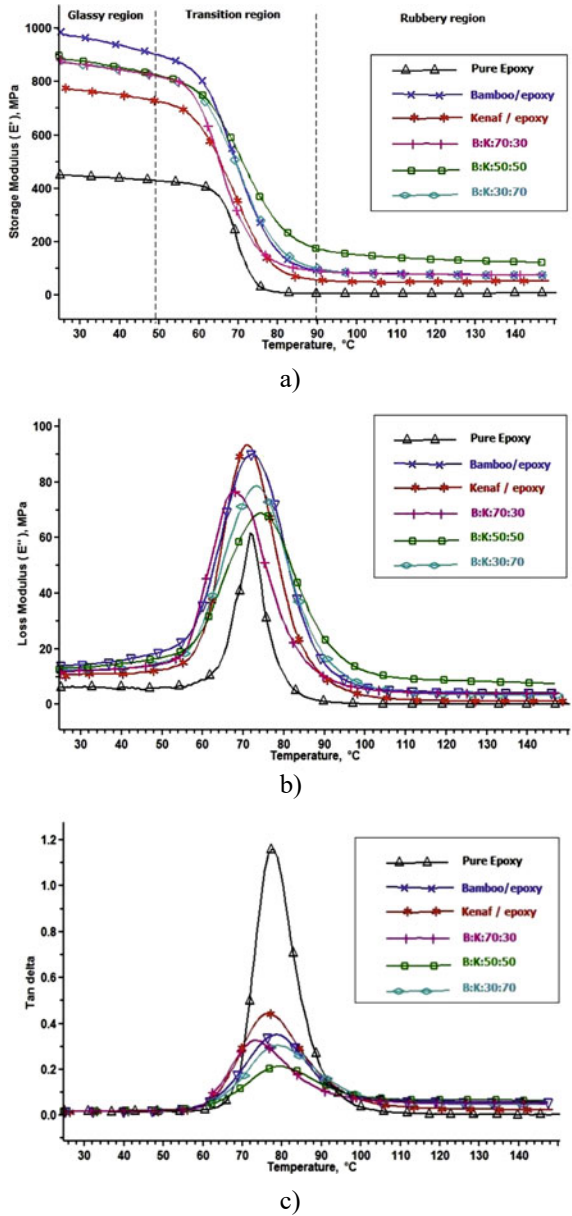 Glassy region Transition region Rubbery region
Storage Modulus ( E' ), MPa
1000
800
600
400
200
0
Pure Epoxy
Bamboo/epoxy
Kenaf / epoxy
B:K:70:30
B:K:50:50
B:K:30:70
30 40 50 60 70 80 90 100 110 120 130 140
Temperature, °C
a)
Loss Modulus ( E'' ), MPa
100
80
60
40
20
0
Pure Epoxy
Bamboo/epoxy
Kenaf / epoxy
B:K:70:30
B:K:50:50
B:K:30:70
30 40 50 60 70 80 90 100 110 120 130 140
Temperature, °C
b)
Tan delta
1.2
1.0
0.8
0.6
0.4
0.2
0.0
Pure Epoxy
Bamboo/epoxy
Kenaf / epoxy
B:K:70:30
B:K:50:50
B:K:30:70
30 40 50 60 70 80 90 100 110 120 130 140
Temperature, °C
c)